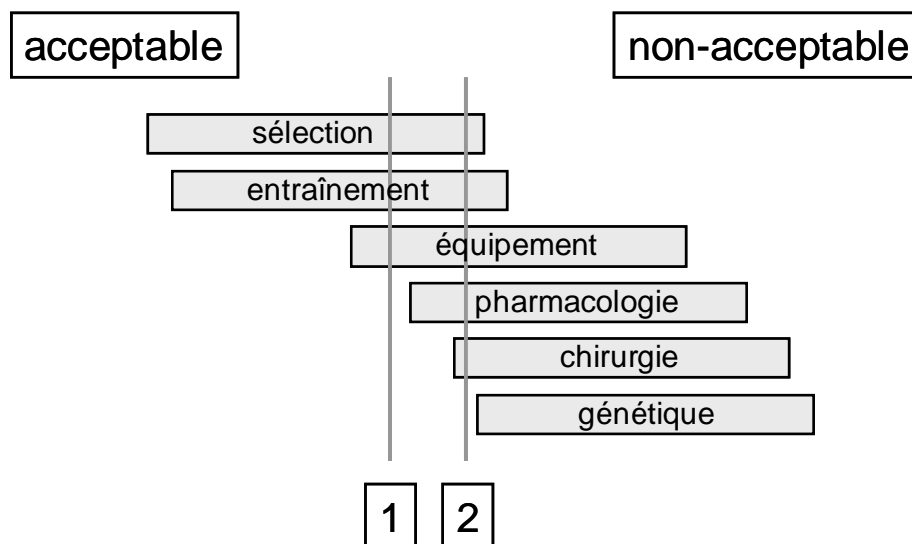 acceptable
non-acceptable
sélection
entraînement
équipement
pharmacologie
chirurgie
génétique
1
2